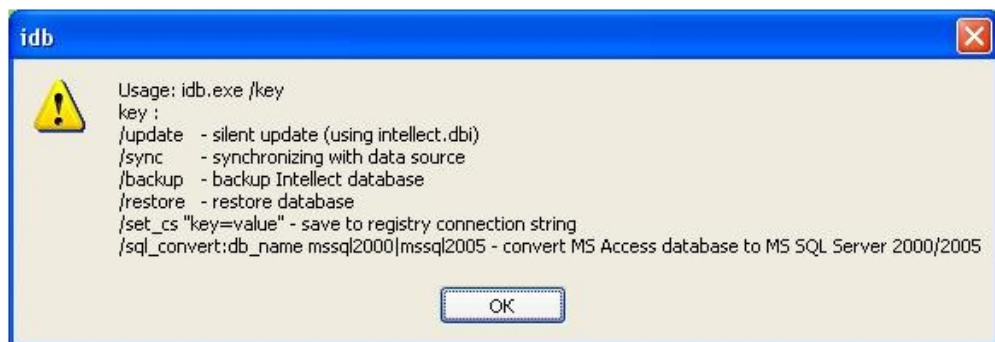 idb
Usage: idb.exe /key
key :
/update - silent update (using intellect.dbi)
/sync - synchronizing with data source
/backup - backup Intellect database
/restore - restore database
/set_cs "key=value" - save to registry connection string
/sql_convert:db_name mssql2000|mssql2005 - convert MS Access database to MS SQL Server 2000/2005
OK